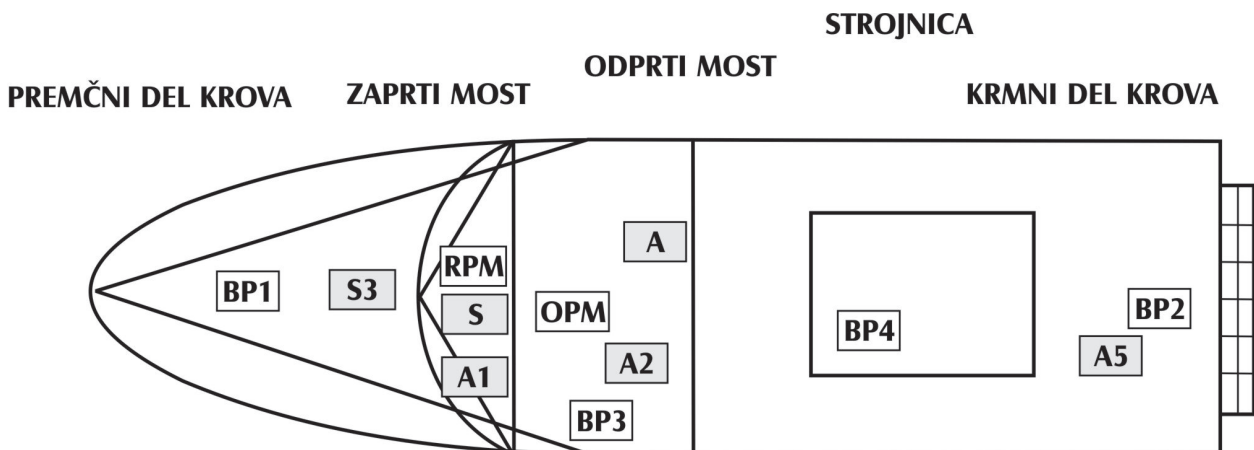 STROJNICA
ODPRTI MOST
PREMČNI DEL KROVA
ZAPRTI MOST
KRMNI DEL KROVA
A
RPM
BP1
S3
S
OPM
BP2
BP4
A2
A5
A1
BP3